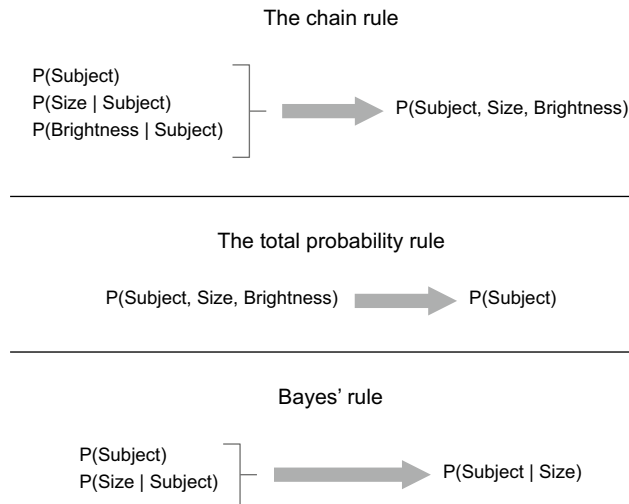 The chain rule
P(Subject)
P(Size | Subject)
P(Brightness | Subject)
P(Subject, Size, Brightness)
The total probability rule
P(Subject, Size, Brightness)
P(Subject)
Bayes’ rule
P(Subject)
P(Size | Subject)
P(Subject | Size)